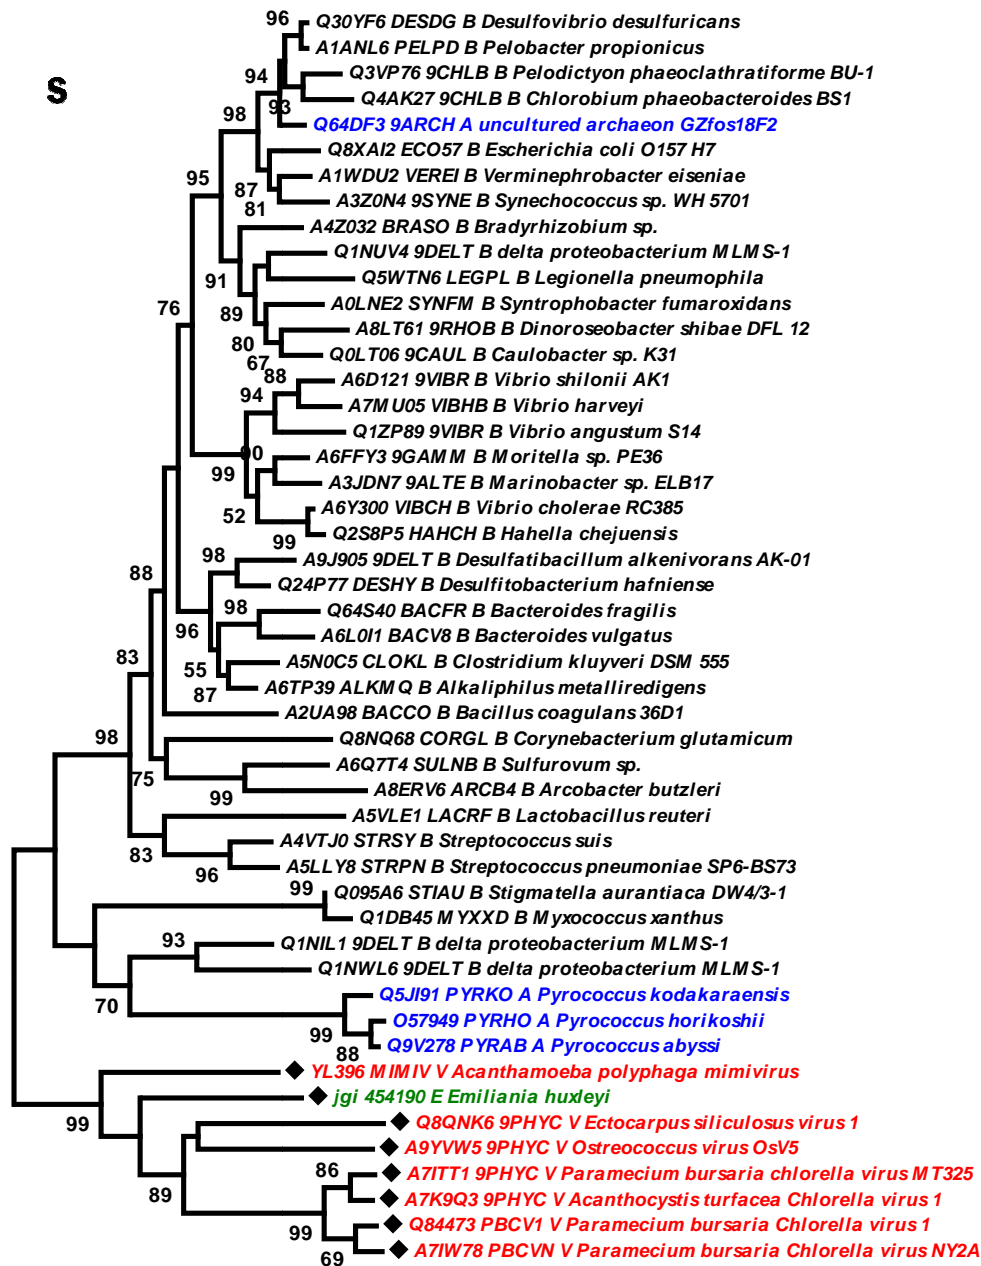 s
96
Q30YF6 DESDG B Desulfovibrio desulfuricans
A1ANL6 PELPD B Pelobacter propionicus
Q3VP76 9CHLB B Pelodictyon phaeoclathratiforme BU-1
94
93
Q4AK27 9CHLB B Chlorobium phaeobacteroides BS1
98
Q64DF3 9ARCH A uncultured archaeon GZfos18F2
Q8XAI2 ECO57 B Escherichia coli O157 H7
95
87
A1WDU2 VEREI B Verminephrobacter eiseniae
81
A3Z0N4 9SYNE B Synechococcus sp. WH 5701
A4Z032 BRASO B Bradyrhizobium sp.
Q1NUV4 9DELT B delta proteobacterium MLMS-1
91
Q5WTN6 LEGPL B Legionella pneumophila
76
89
A0LNE2 SYNFM B Syntrophobacter fumaroxidans
80
A8LT61 9RHOB B Dinoroseobacter shibae DFL 12
67
Q0LT06 9CAUL B Caulobacter sp. K31
88
A6D121 9VIBR B Vibrio shilonii AK1
94
A7MU05 VIBHB B Vibrio harveyi
Q1ZP89 9VIBR B Vibrio angustum S14
90
99
A6FFY3 9GAMM B Moritella sp. PE36
A3JDN7 9ALTE B Marinobacter sp. ELB17
52
A6Y300 VIBCH B Vibrio cholerae RC385
99
Q2S8P5 HAHCH B Hahella chejuensis
98
A9J905 9DELT B Desulfatibacillum alkenivorans AK-01
88
Q24P77 DESHY B Desulfitobacterium hafniense
98
Q64S40 BACFR B Bacteroides fragilis
96
A6L0I1 BACV8 B Bacteroides vulgatus
83
55
A5N0C5 CLOKL B Clostridium kluyveri DSM 555
87
A6TP39 ALKMQ B Alkaliphilus metalliredigens
A2UA98 BACCO B Bacillus coagulans 36D1
98
Q8NQ68 CORGL B Corynebacterium glutamicum
75
A6Q7T4 SULNB B Sulfurovum sp.
99
A8ERV6 ARCB4 B Arcobacter butzleri
A5VLE1 LACRF B Lactobacillus reuteri
83
A4VTJ0 STRSY B Streptococcus suis
96
A5LLY8 STRPN B Streptococcus pneumoniae SP6-BS73
99
Q095A6 STIAU B Stigmatella aurantiaca DW4/3-1
Q1DB45 MYXXD B Myxococcus xanthus
93
Q1NIL1 9DELT B delta proteobacterium MLMS-1
Q1NWL6 9DELT B delta proteobacterium MLMS-1
70
Q5JI91 PYRKO A Pyrococcus kodakaraensis
99
O57949 PYRHO A Pyrococcus horikoshii
88
Q9V278 PYRAB A Pyrococcus abyssi
YL396 MIMIV V Acanthamoeba polyphaga mimivirus
99
jgi 454190 E Emiliania huxleyi
Q8QNK6 9PHYC V Ectocarpus siliculosus virus 1
A9YVW5 9PHYC V Ostreococcus virus OsV5
86
A7ITT1 9PHYC V Paramecium bursaria chlorella virus MT325
89
A7K9Q3 9PHYC V Acanthocystis turfacea Chlorella virus 1
99
Q84473 PBCV1 V Paramecium bursaria Chlorella virus 1
69
A7IW78 PBCVN V Paramecium bursaria Chlorella virus NY2A